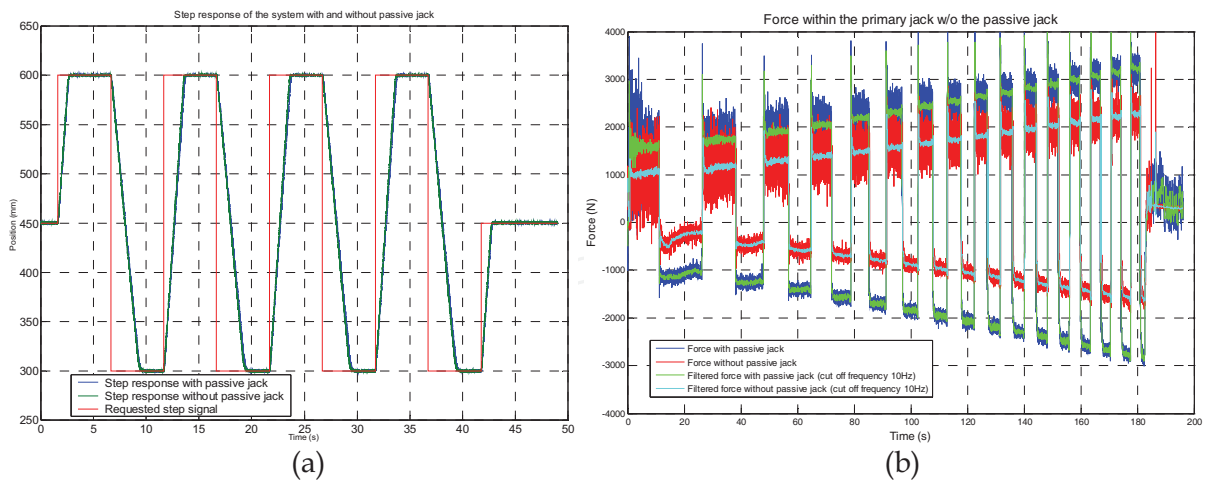 Step response of the system with and without passive jack
650
600
550
500
450
400
350
300
250
Position (mm)
0 5 10 15 20 25 30 35 40 45 50
Time (s)
Step response with passive jack
Step response without passive jack
Requested step signal
(a)
Force within the primary jack w/o the passive jack
4000
3000
2000
1000
0
-1000
-2000
-3000
-4000
Force (N)
0 20 40 60 80 100 120 140 160 180 200
Time (s)
Force with passive jack
Force without passive jack
Filtered force with passive jack (cut off frequency 10Hz)
Filtered force without passive jack (cut off frequency 10Hz)
(b)